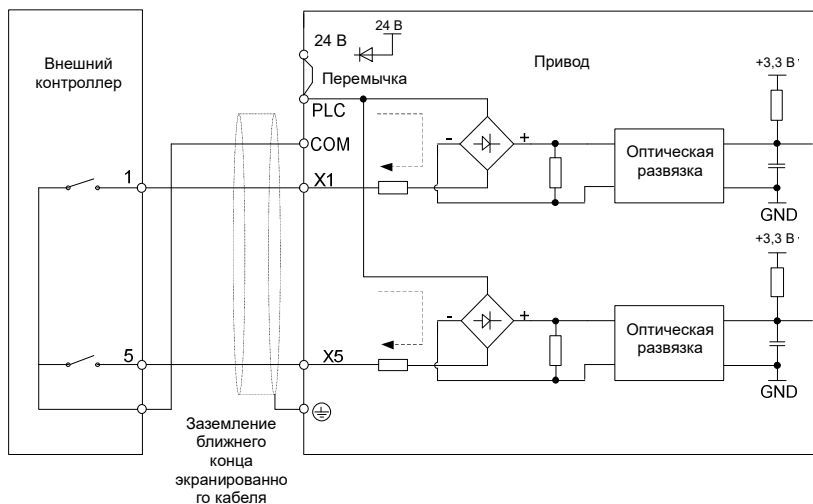 Внешний
контроллер
24 В
24 В
Перемычка
Привод
+3,3 В
PLC
COM
-
+
Оптическая
развязка
1
X1
GND
+3,3 В
-
+
Оптическая
развязка
5
X5
GND
Заземление
ближнего
конца
экранированно
го кабеля